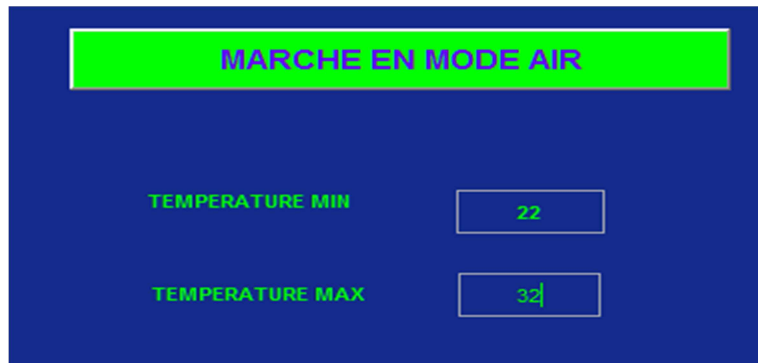 MARCHE EN MODE AIR
TEMPERATURE MIN 22
TEMPERATURE MAX 32